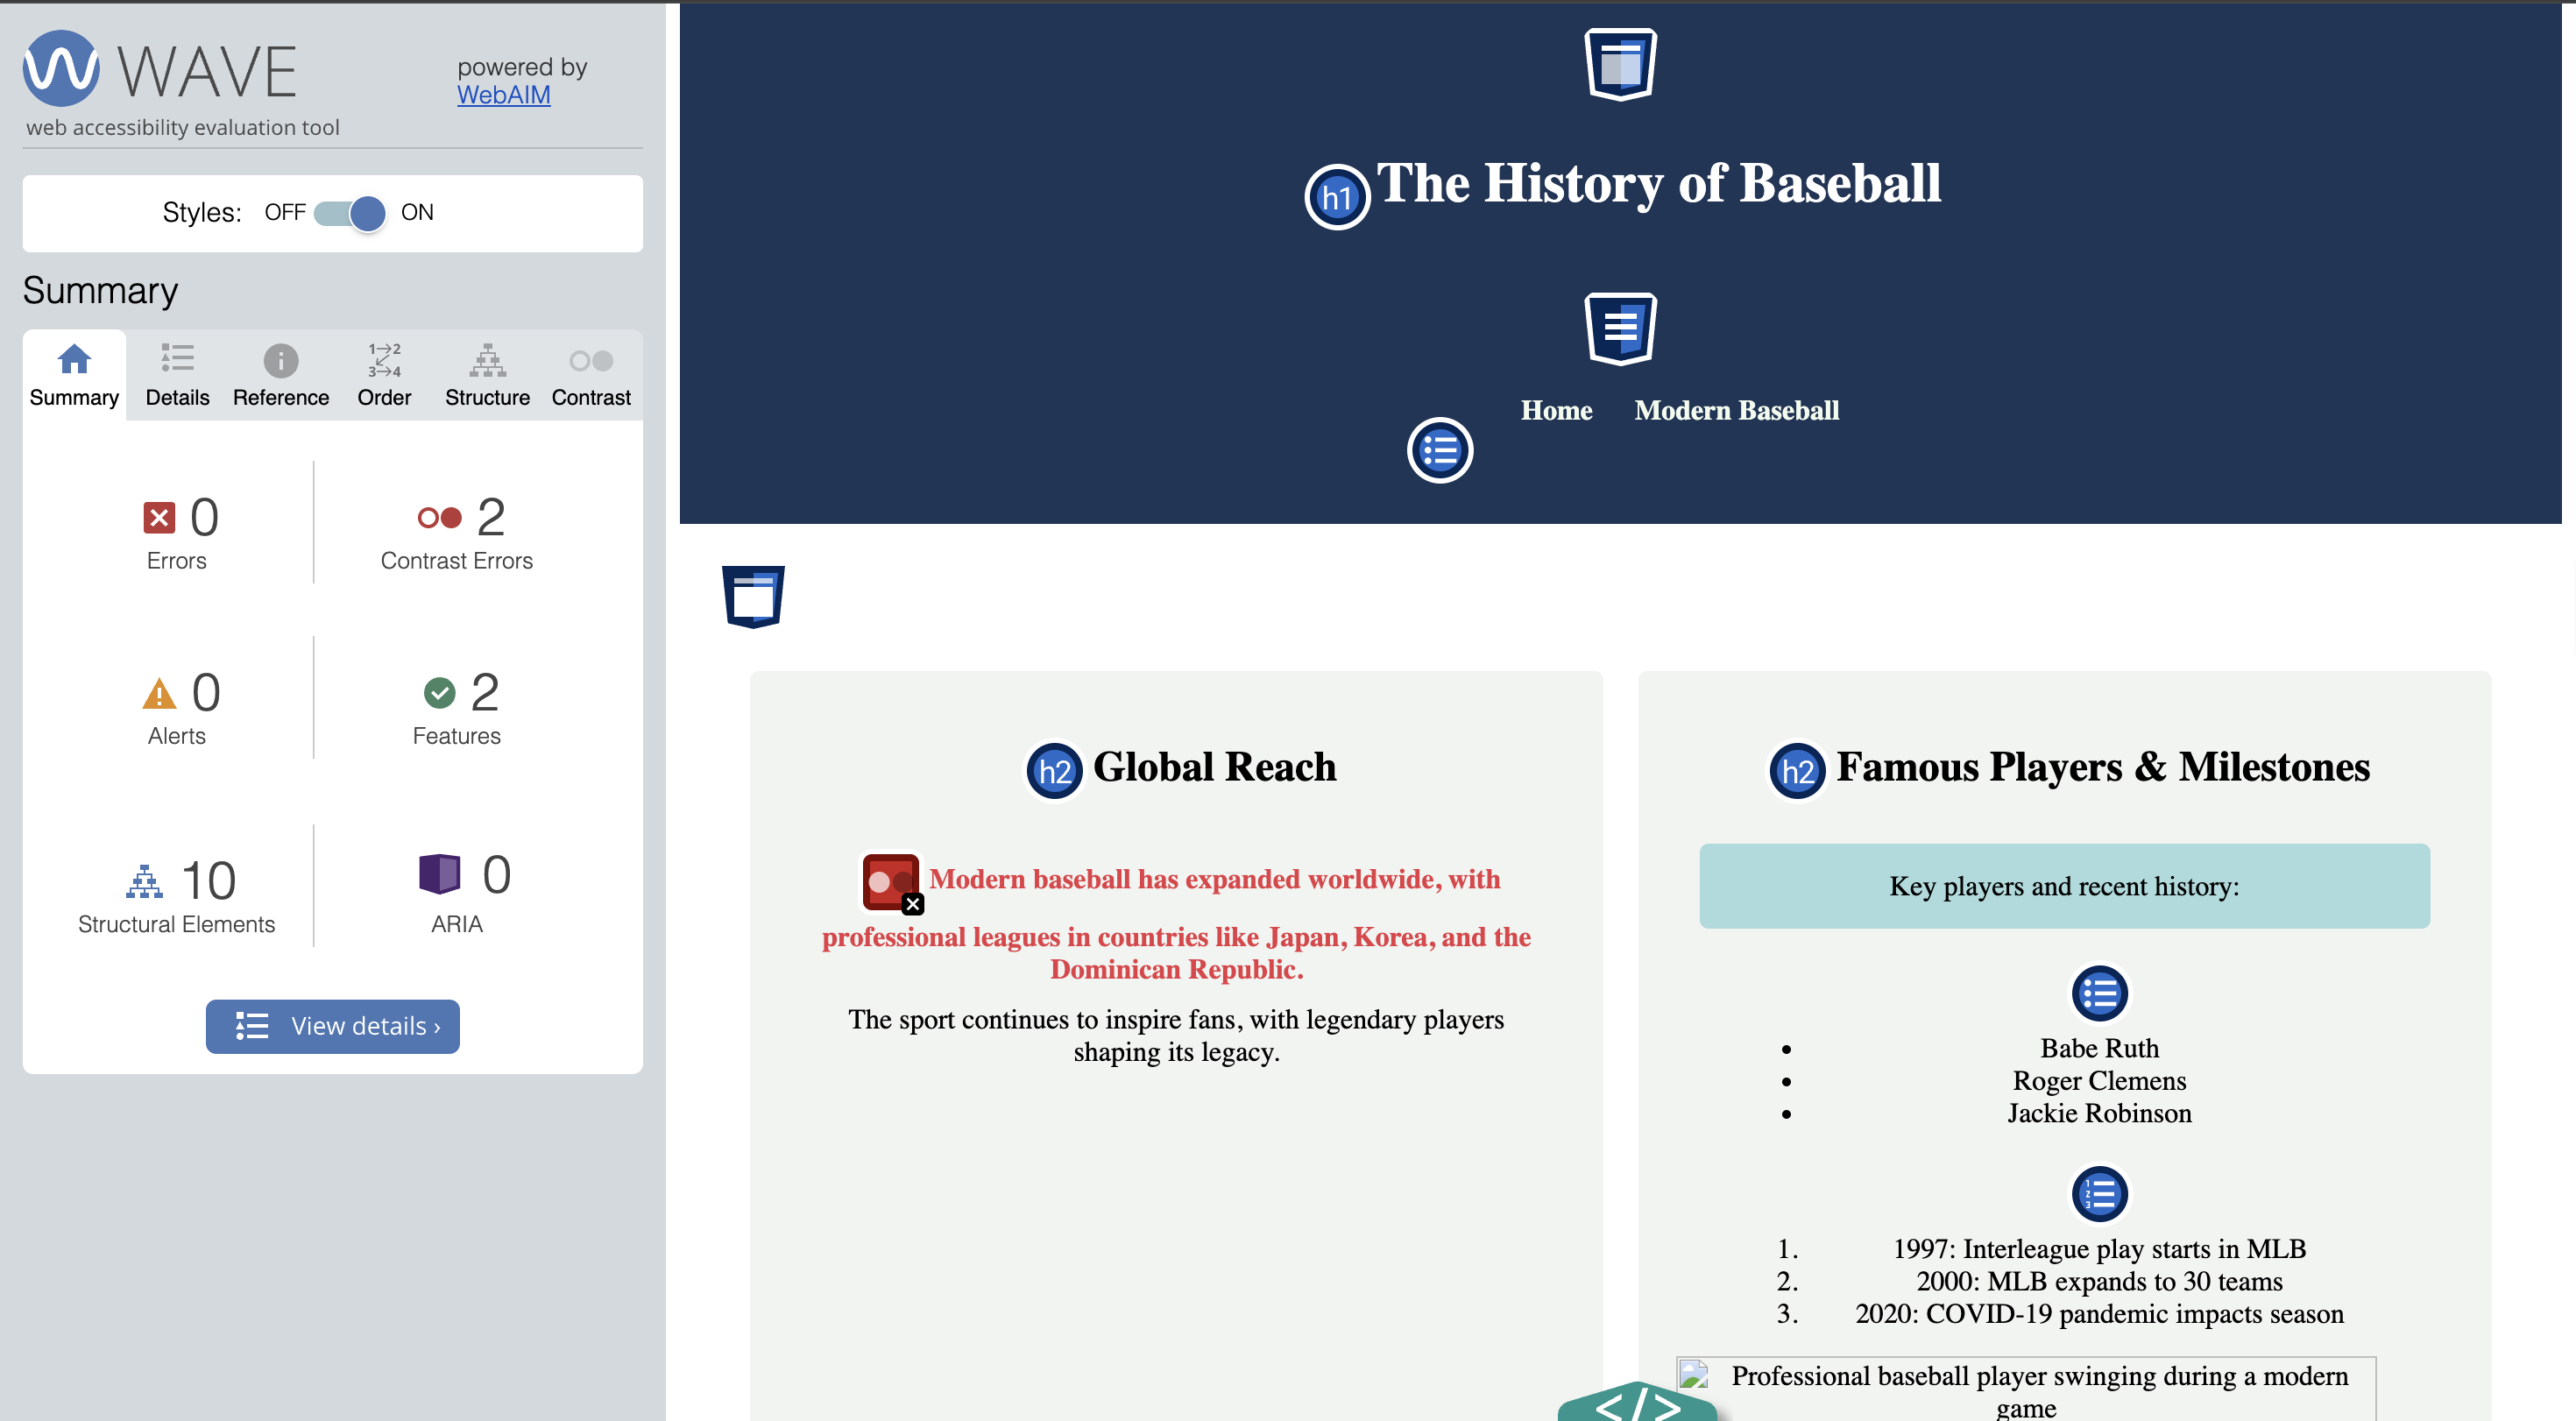 WAVE
powered by
WebAIM
web accessibility evaluation tool
Styles: OFF ON
Summary
Summary Details Reference Order Structure Contrast
0
Errors
2
Contrast Errors
0
Alerts
2
Features
10
Structural Elements
0
ARIA
View details ›
h1 The History of Baseball
Home Modern Baseball
h2 Global Reach
Modern baseball has expanded worldwide, with
professional leagues in countries like Japan, Korea, and the
Dominican Republic.
The sport continues to inspire fans, with legendary players
shaping its legacy.
h2 Famous Players & Milestones
Key players and recent history:
• Babe Ruth
• Roger Clemens
• Jackie Robinson
1. 1997: Interleague play starts in MLB
2. 2000: MLB expands to 30 teams
3. 2020: COVID-19 pandemic impacts season
Professional baseball player swinging during a modern
game
</>